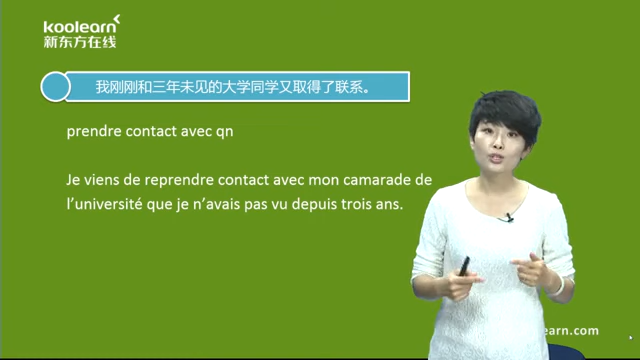 koolearn
新东方在线
我刚刚和三年未见的大学同学又取得了联系。
prendre contact avec qn
Je viens de reprendre contact avec mon camarade de
l’université que je n’avais pas vu depuis trois ans.
earn.com